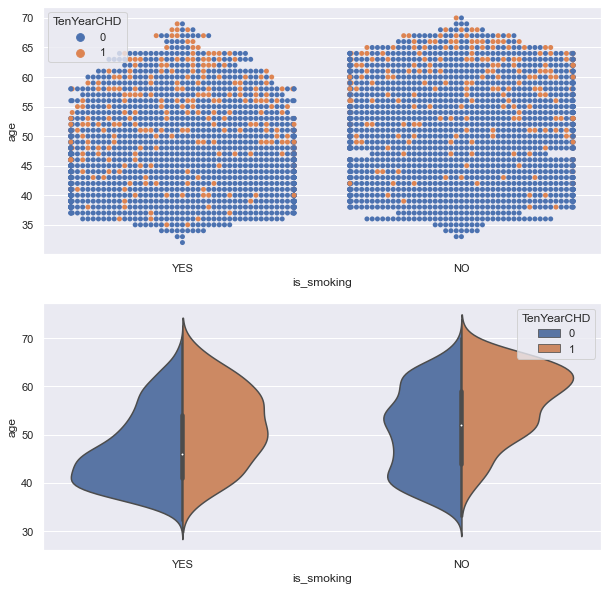 TenYearCHD
0
1
70
65
60
55
50
45
40
35
age
YES
NO
is_smoking
TenYearCHD
0
1
70
60
50
40
30
age
YES
NO
is_smoking